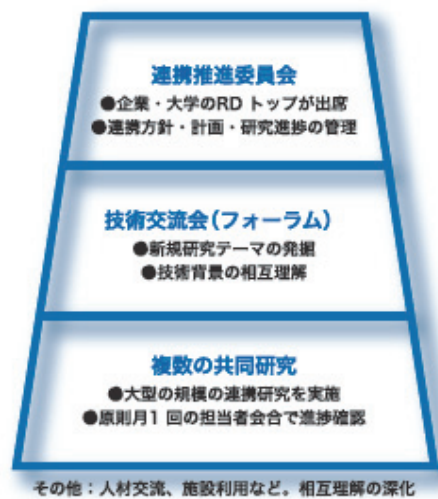 連携推進委員会
●企業・大学のRD トップが出席
●連携方針・計画・研究進捗の管理
技術交流会(フォーラム)
●新規研究テーマの発掘
●技術背景の相互理解
複数の共同研究
●大型の規模の連携研究を実施
●原則月1 回の担当者会合で進捗確認
その他：人材交流、施設利用など。相互理解の深化